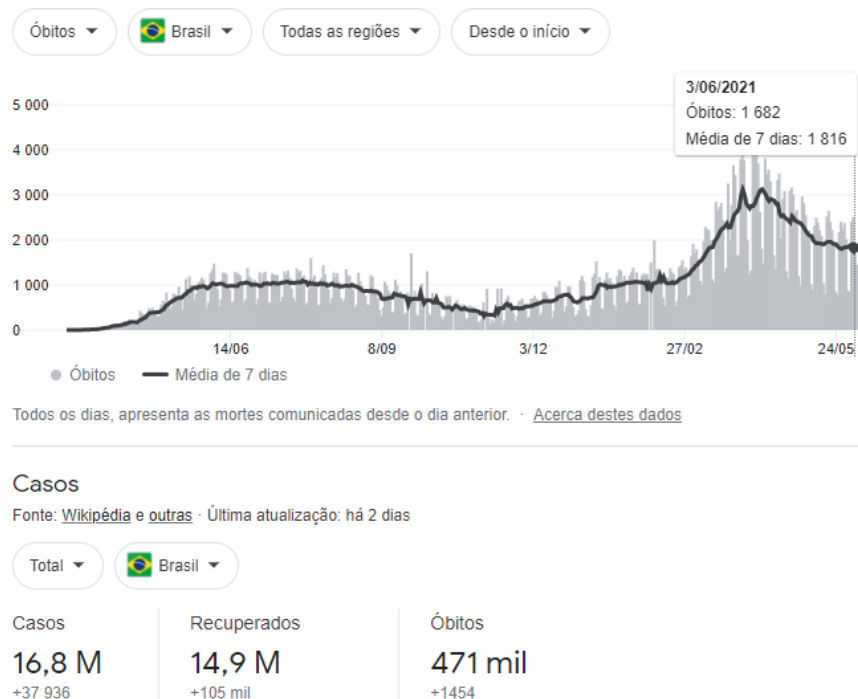 Óbitos Brasil Todas as regiões Desde o início
3/06/2021
Óbitos: 1 682
Média de 7 dias: 1 816
5 000
4 000
3 000
2 000
1 000
0
14/06 8/09 3/12 27/02 24/05
Óbitos Média de 7 dias
Todos os dias, apresenta as mortes comunicadas desde o dia anterior. · Acerca destes dados
Casos
Fonte: Wikipédia e outras · Última atualização: há 2 dias
Total Brasil
Casos Recuperados Óbitos
16,8 M 14,9 M 471 mil
+37 936 +105 mil +1454